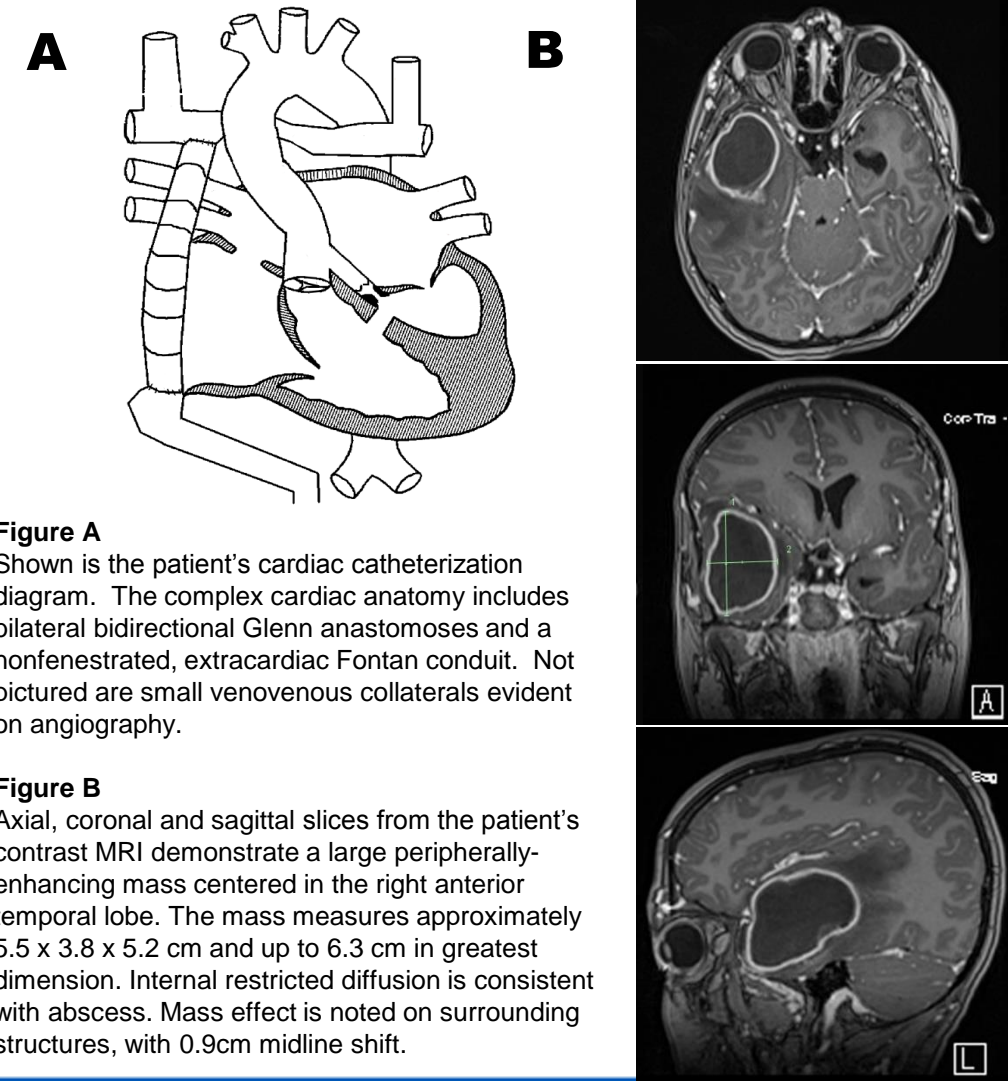 A
B
Cor>Tra -
1
2
A
Sag
L
Figure A
Shown is the patient's cardiac catheterization
diagram. The complex cardiac anatomy includes
bilateral bidirectional Glenn anastomoses and a
nonfenestrated, extracardiac Fontan conduit. Not
pictured are small venovenous collaterals evident
on angiography.
Figure B
Axial, coronal and sagittal slices from the patient's
contrast MRI demonstrate a large peripherally-
enhancing mass centered in the right anterior
temporal lobe. The mass measures approximately
5.5 x 3.8 x 5.2 cm and up to 6.3 cm in greatest
dimension. Internal restricted diffusion is consistent
with abscess. Mass effect is noted on surrounding
structures, with 0.9cm midline shift.